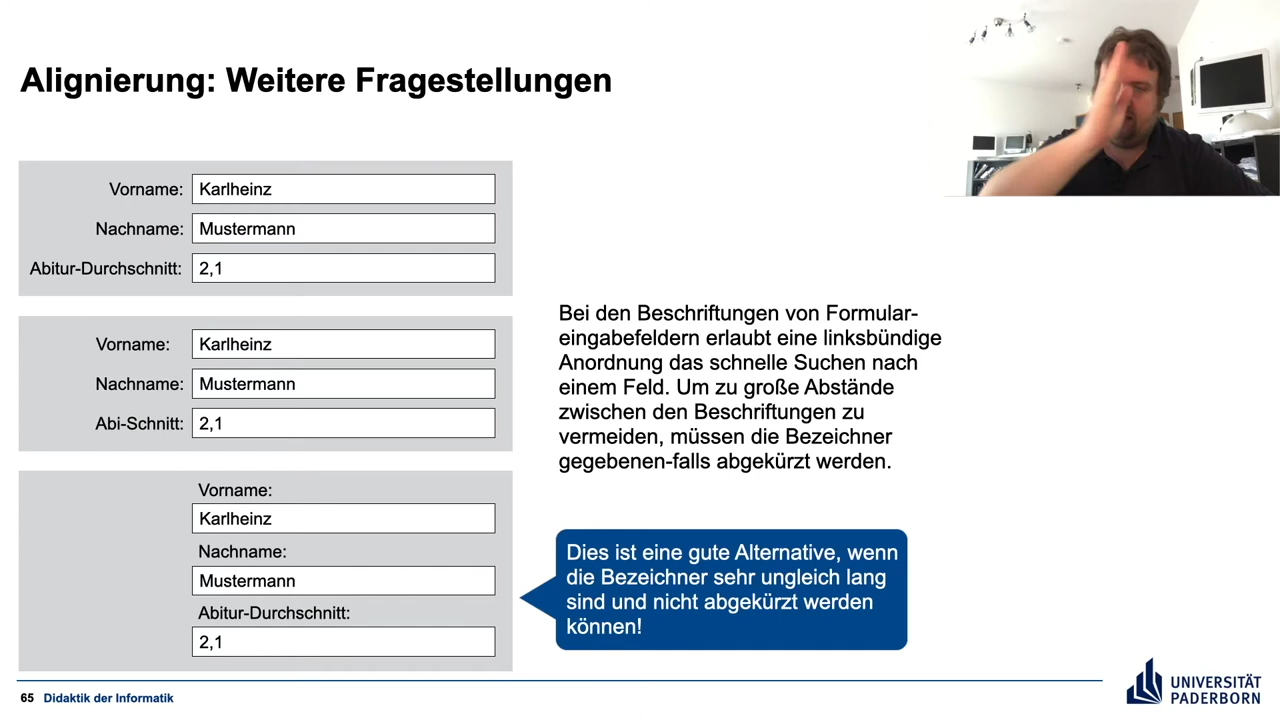 Alignierung: Weitere Fragestellungen
Vorname: Karlheinz
Nachname: Mustermann
Abitur-Durchschnitt: 2,1
Vorname: Karlheinz
Nachname: Mustermann
Abi-Schnitt: 2,1
Vorname:
Karlheinz
Nachname:
Mustermann
Abitur-Durchschnitt:
2,1
Bei den Beschriftungen von Formular-
eingabefeldern erlaubt eine linksbündige
Anordnung das schnelle Suchen nach
einem Feld. Um zu große Abstände
zwischen den Beschriftungen zu
vermeiden, müssen die Bezeichner
gegebenen-falls abgekürzt werden.
Dies ist eine gute Alternative, wenn
die Bezeichner sehr ungleich lang
sind und nicht abgekürzt werden
können!
65 Didaktik der Informatik
UNIVERSITÄT
PADERBORN